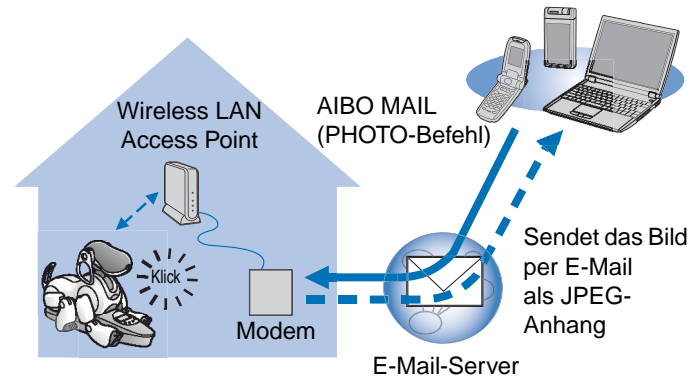 Wireless LAN
Access Point
AIBO MAIL
(PHOTO-Befehl)
Klick
Modem
Sendet das Bild
per E-Mail
als JPEG-
Anhang
E-Mail-Server